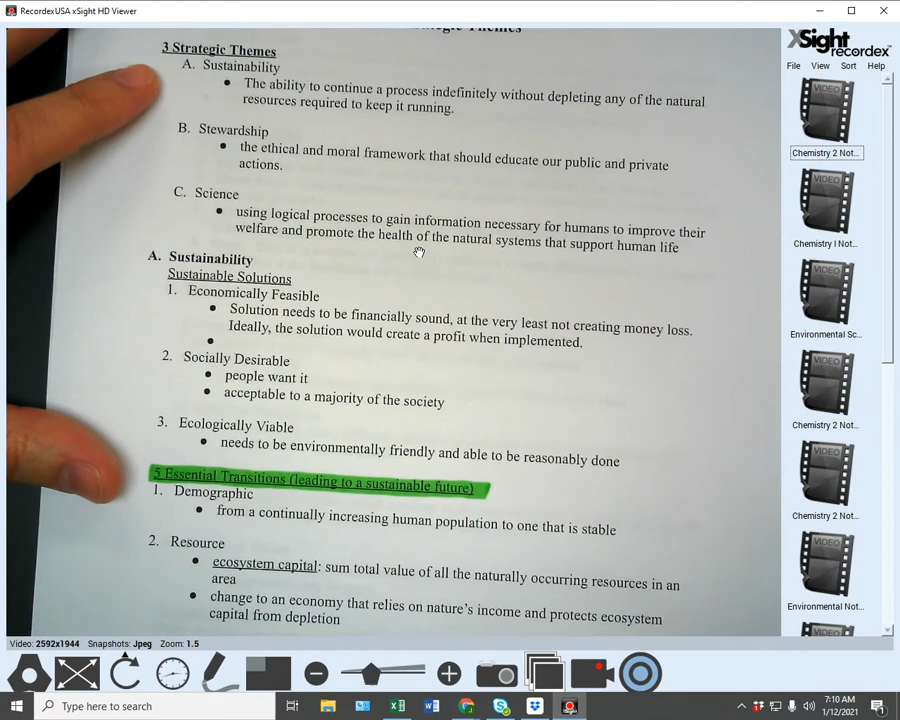 RecordexUSA xSight HD Viewer
Strategic Themes
3 Strategic Themes
A. Sustainability
• The ability to continue a process indefinitely without depleting any of the natural
resources required to keep it running.
B. Stewardship
• the ethical and moral framework that should educate our public and private
actions.
C. Science
• using logical processes to gain information necessary for humans to improve their
welfare and promote the health of the natural systems that support human life
A. Sustainability
Sustainable Solutions
1. Economically Feasible
• Solution needs to be financially sound, at the very least not creating money loss.
Ideally, the solution would create a profit when implemented.
•
2. Socially Desirable
• people want it
• acceptable to a majority of the society
3. Ecologically Viable
• needs to be environmentally friendly and able to be reasonably done
5 Essential Transitions (leading to a sustainable future)
1. Demographic
• from a continually increasing human population to one that is stable
2. Resource
• ecosystem capital: sum total value of all the naturally occurring resources in an
area
• change to an economy that relies on nature's income and protects ecosystem
capital from depletion
xSight
recordex
File View Sort Help
VIDEO
Chemistry 2 Not...
VIDEO
Chemistry I Not...
VIDEO
Environmental Sc...
VIDEO
Chemistry 2 Not...
VIDEO
Chemistry 2 Not...
VIDEO
Environmental Not...
VIDEO
Video: 2592x1944 Snapshots: Jpeg Zoom: 1.5
Type here to search
7:10 AM
1/12/2021
1